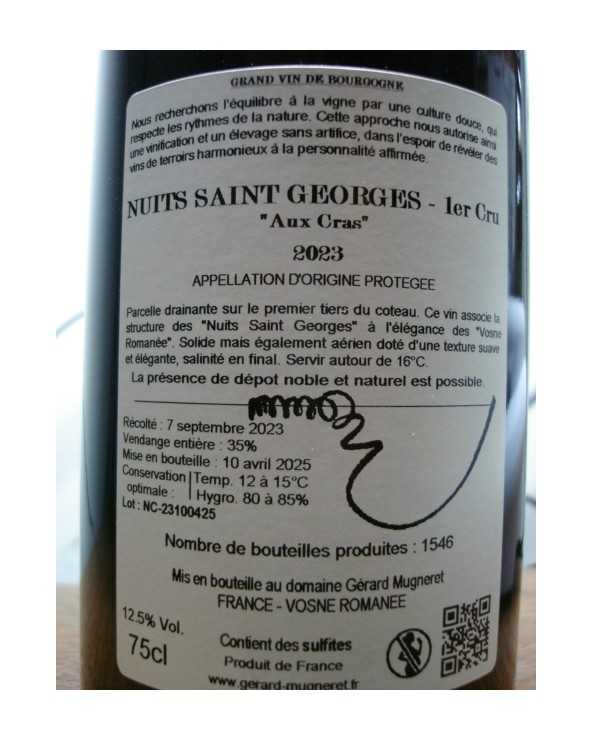 GRAND VIN DE BOURGOGNE
Nous recherchons l'équilibre à la vigne par une culture douce, qui
respecte les rythmes de la nature. Cette approche nous autorise ainsi
une vinification et un élevage sans artifice, dans l'espoir de révéler des
vins de terroirs harmonieux à la personnalité affirmée.
NUITS SAINT GEORGES - 1er Cru
"Aux Cras"
2023
APPELLATION D'ORIGINE PROTEGEE
Parcelle drainante sur le premier tiers du coteau. Ce vin associe la
structure des "Nuits Saint Georges" à l'élégance des "Vosne
Romanée". Solide mais également aérien doté d'une texture suave
et élégante, salinité en final. Servir autour de 16°C.
La présence de dépot noble et naturel est possible.
Récolté : 7 septembre 2023
Vendange entière : 35%
Mise en bouteille : 10 avril 2025
Conservation Temp. 12 à 15°C
optimale : Hygro. 80 à 85%
Lot : NC-23100425
Nombre de bouteilles produites : 1546
Mis en bouteille au domaine Gérard Mugneret
FRANCE - VOSNE ROMANEE
12.5% Vol.
75cl
Contient des sulfites
Produit de France
www.gerard-mugneret.fr